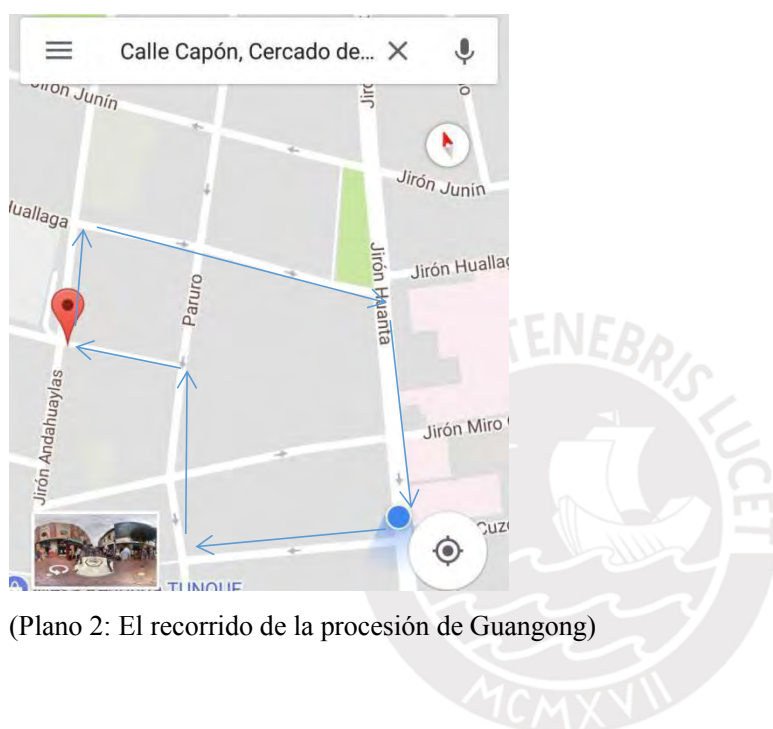 Calle Capón, Cercado de...
Jirón Junín
Jirón Junín
Huallaga
Jirón Huanta
Jirón Huallag
Paruro
Jirón Andahuaylas
Jirón Miro
Cuzc
TUNQUE
TENEBRIS LUCET
MCMXVII
(Plano 2: El recorrido de la procesión de Guangong)